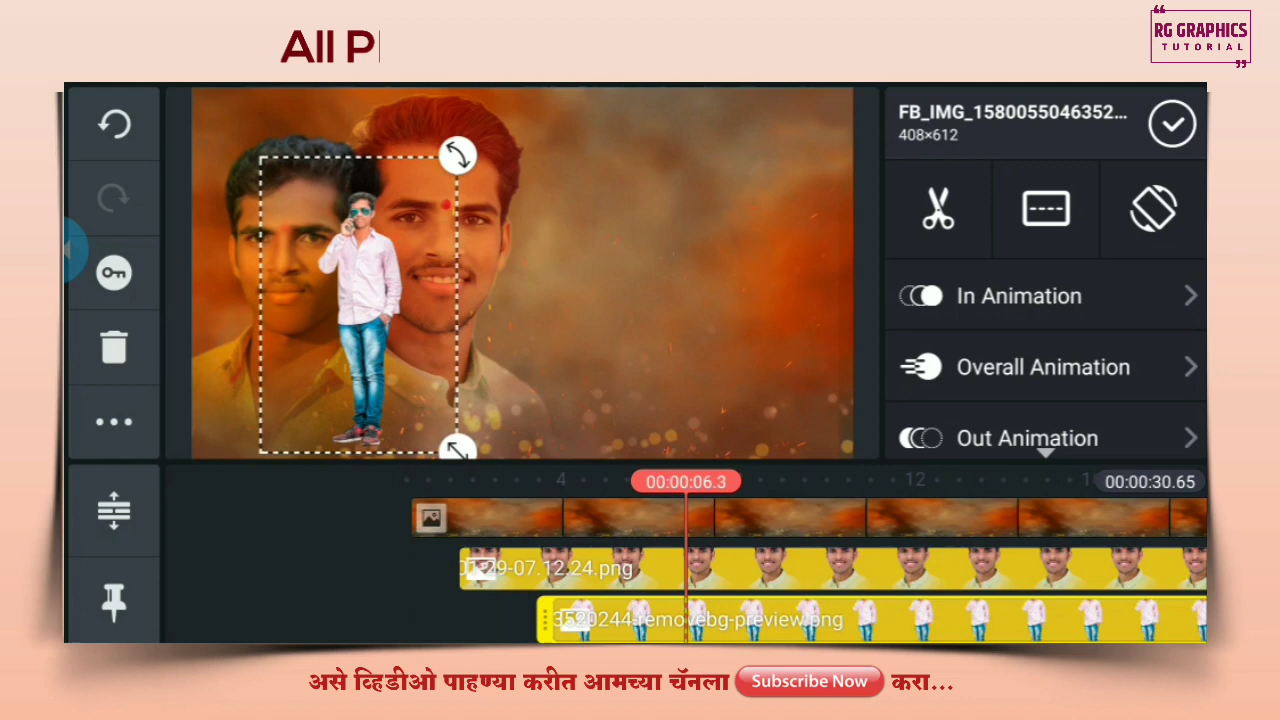 All P
RG GRAPHICS
TUTORIAL
FB_IMG_1580055046352...
408×612
In Animation
Overall Animation
Out Animation
4
00:00:06.3
12
00:00:30.65
29-07.12.24.png
3520244-removebg-preview.png
असे व्हिडीओ पाहण्या करीत आमच्या चॅनला Subscribe Now करा...